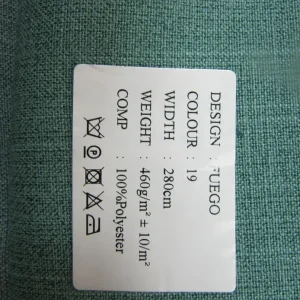 DESIGN : FUEGO
COLOUR : 19
WIDTH : 280cm
WEIGHT : 460g/m² ± 10/m²
COMP : 100%Polyester